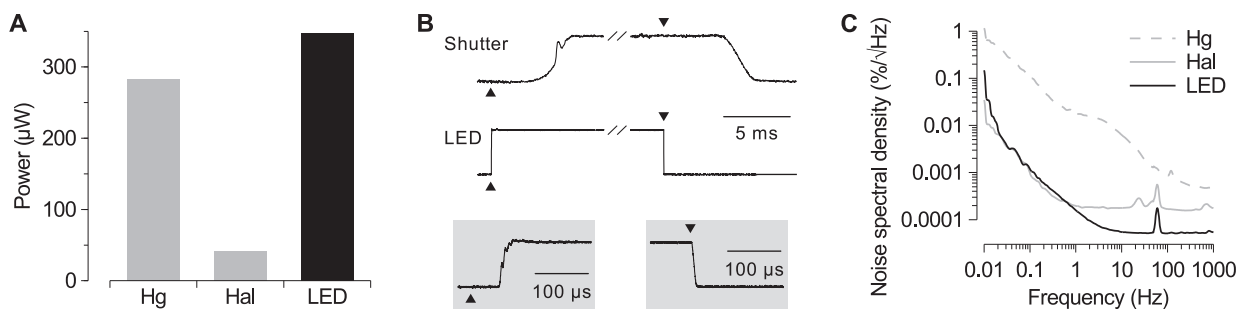 A
Power (µW)
300
200
100
0
Hg
Hal
LED
B
Shutter
LED
5 ms
100 µs
100 µs
C
Noise spectral density (%/√Hz)
1
0.1
0.01
0.001
0.0001
Hg
Hal
LED
0.01
0.1
1
10
100
1000
Frequency (Hz)